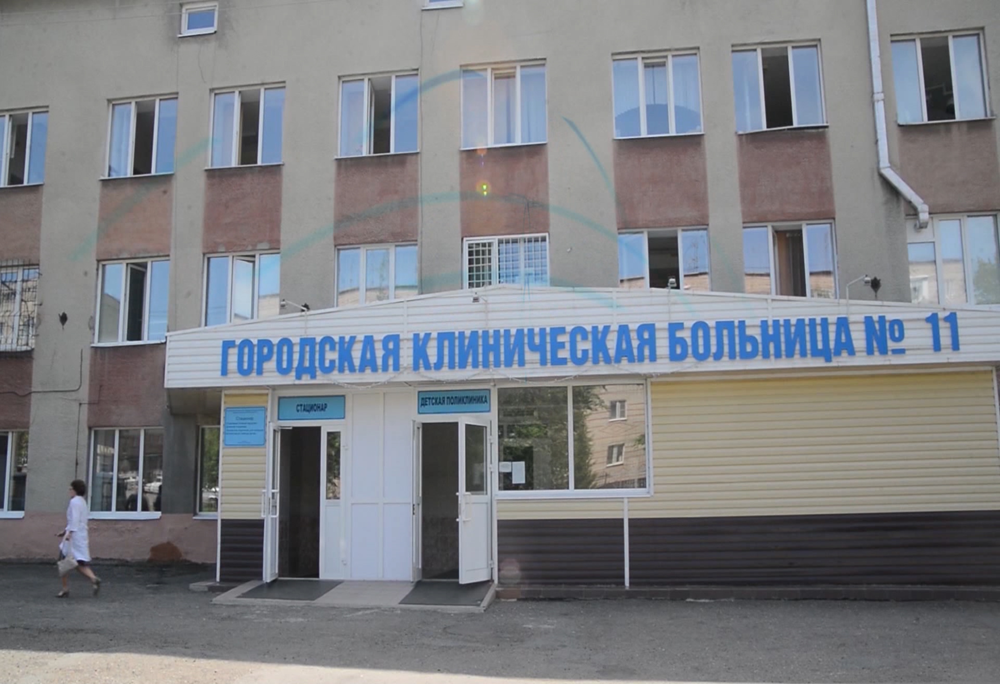 ГОРОДСКАЯ КЛИНИЧЕСКАЯ БОЛЬНИЦА № 11
СТАЦИОНАР
ДЕТСКАЯ ПОЛИКЛИНИКА
Стационар